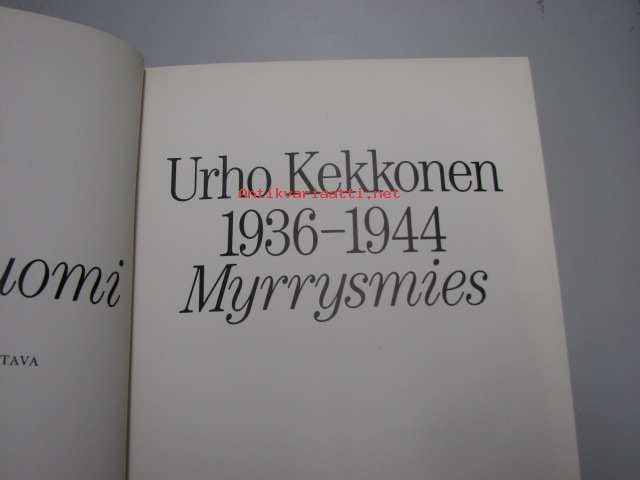 uomi
TAVA
Urho Kekkonen
Antikvariaatti.net
1936–1944
Myrrysmies